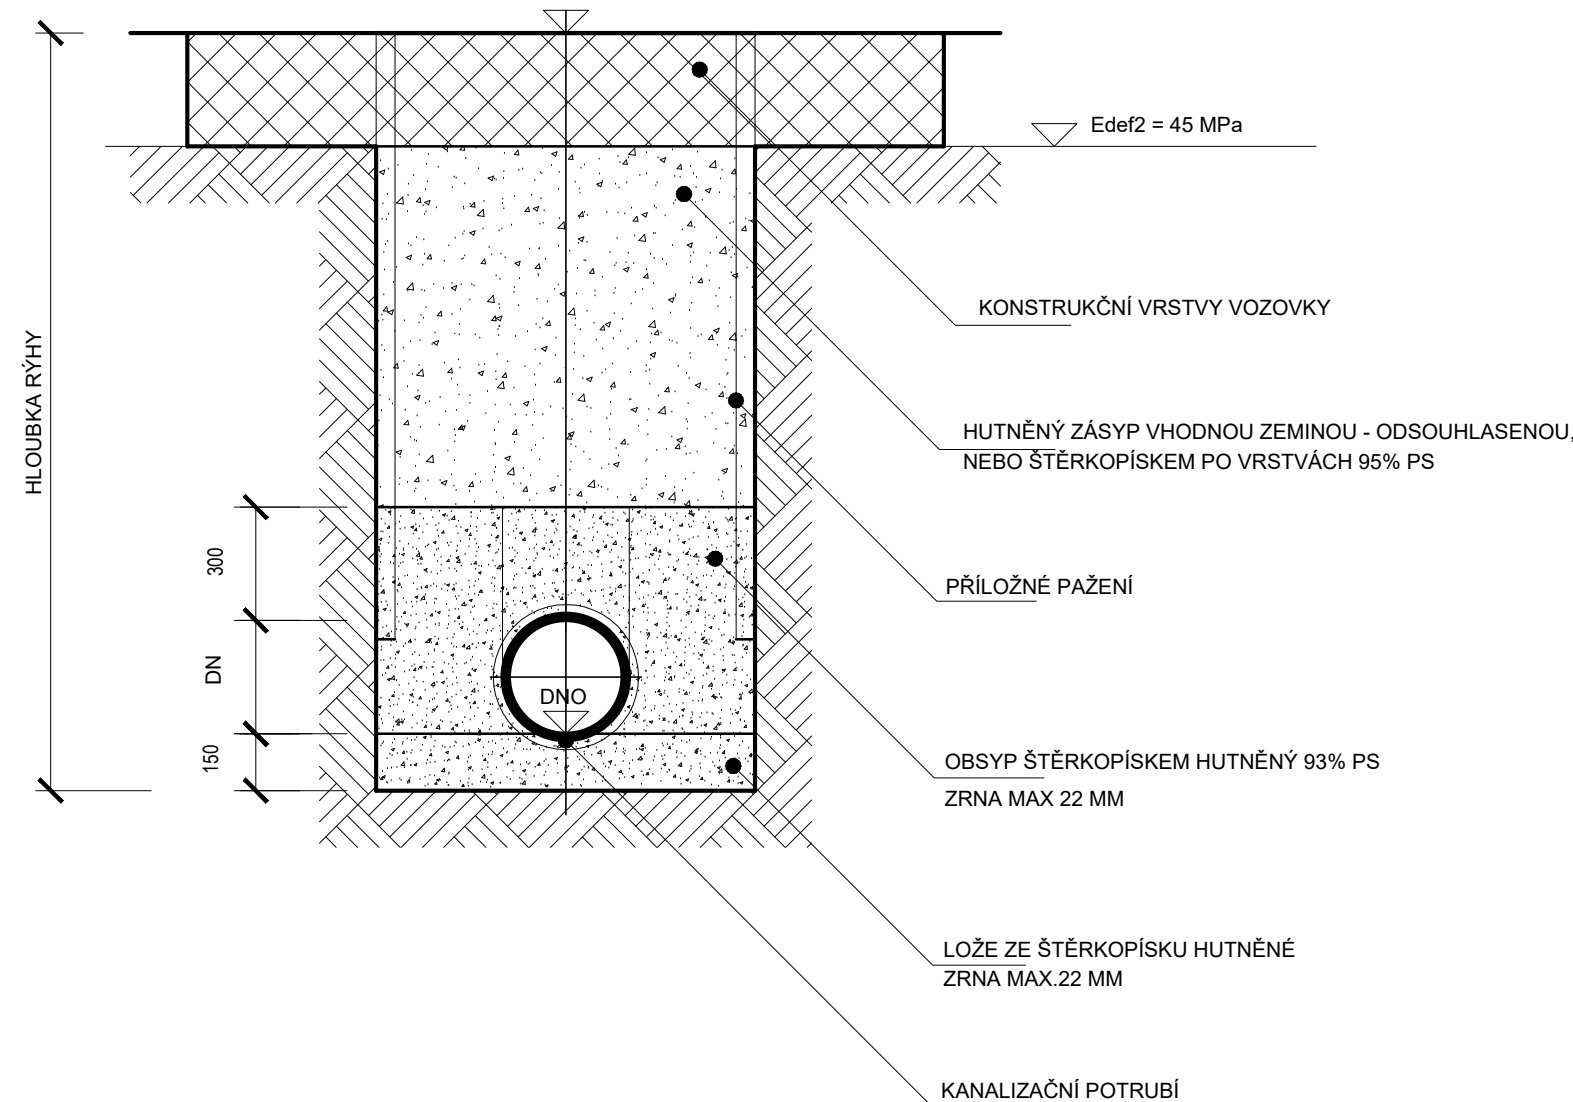 Edef2 = 45 MPa
KONSTRUKČNÍ VRSTVY VOZOVKY
HLOUBKA RÝHY
HUTNĚNÝ ZÁSYP VHODNOU ZEMINOU - ODSOUHLASENOU,
NEBO ŠTĚRKOPÍSKEM PO VRSTVÁCH 95% PS
300
PŘÍLOŽNÉ PAŽENÍ
DN
DNO
150
OBSYP ŠTĚRKOPÍSKEM HUTNĚNÝ 93% PS
ZRNA MAX 22 MM
LOŽE ZE ŠTĚRKOPÍSKU HUTNĚNÉ
ZRNA MAX.22 MM
KANALIZAČNÍ POTRUBÍ